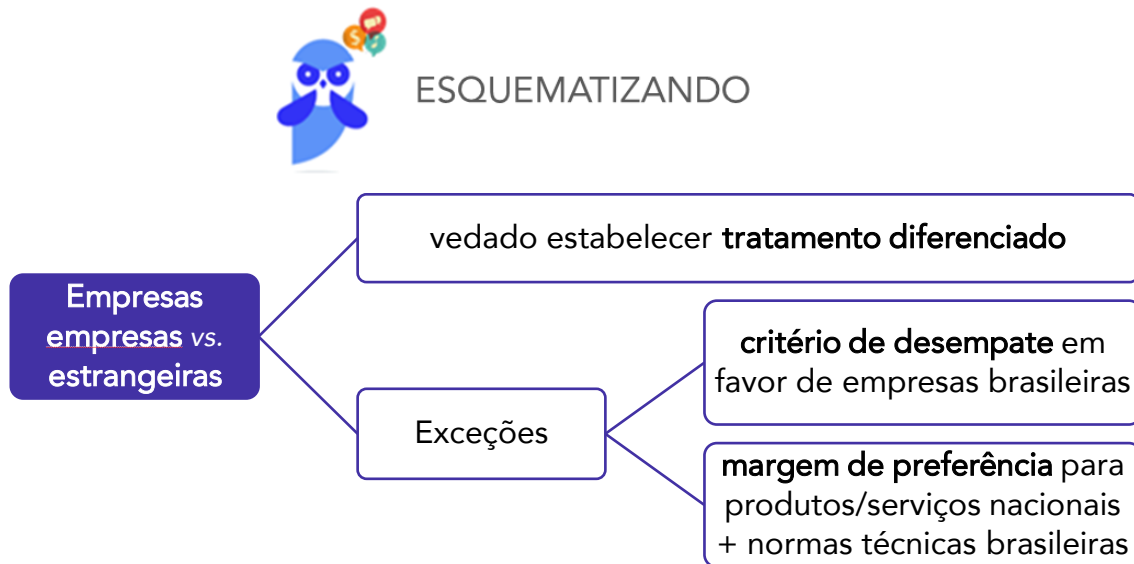 ESQUEMATIZANDO
vedado estabelecer tratamento diferenciado
Empresas
empresas vs.
estrangeiras
Exceções
critério de desempate em
favor de empresas brasileiras
margem de preferência para
produtos/serviços nacionais
+ normas técnicas brasileiras